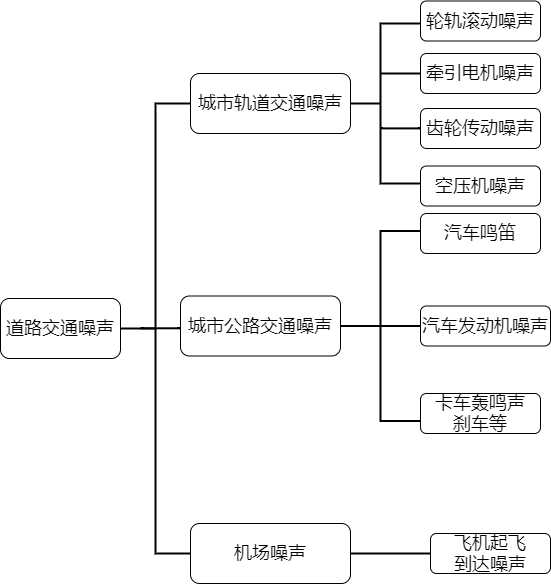 道路交通噪声
城市轨道交通噪声
轮轨滚动噪声
牵引电机噪声
齿轮传动噪声
空压机噪声
城市公路交通噪声
汽车鸣笛
汽车发动机噪声
卡车轰鸣声
刹车等
机场噪声
飞机起飞
到达噪声